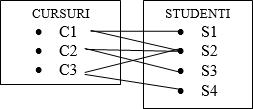 CURSURI STUDENTI
• C1 • S1
• C2 • S2
• C3 • S3
• S4